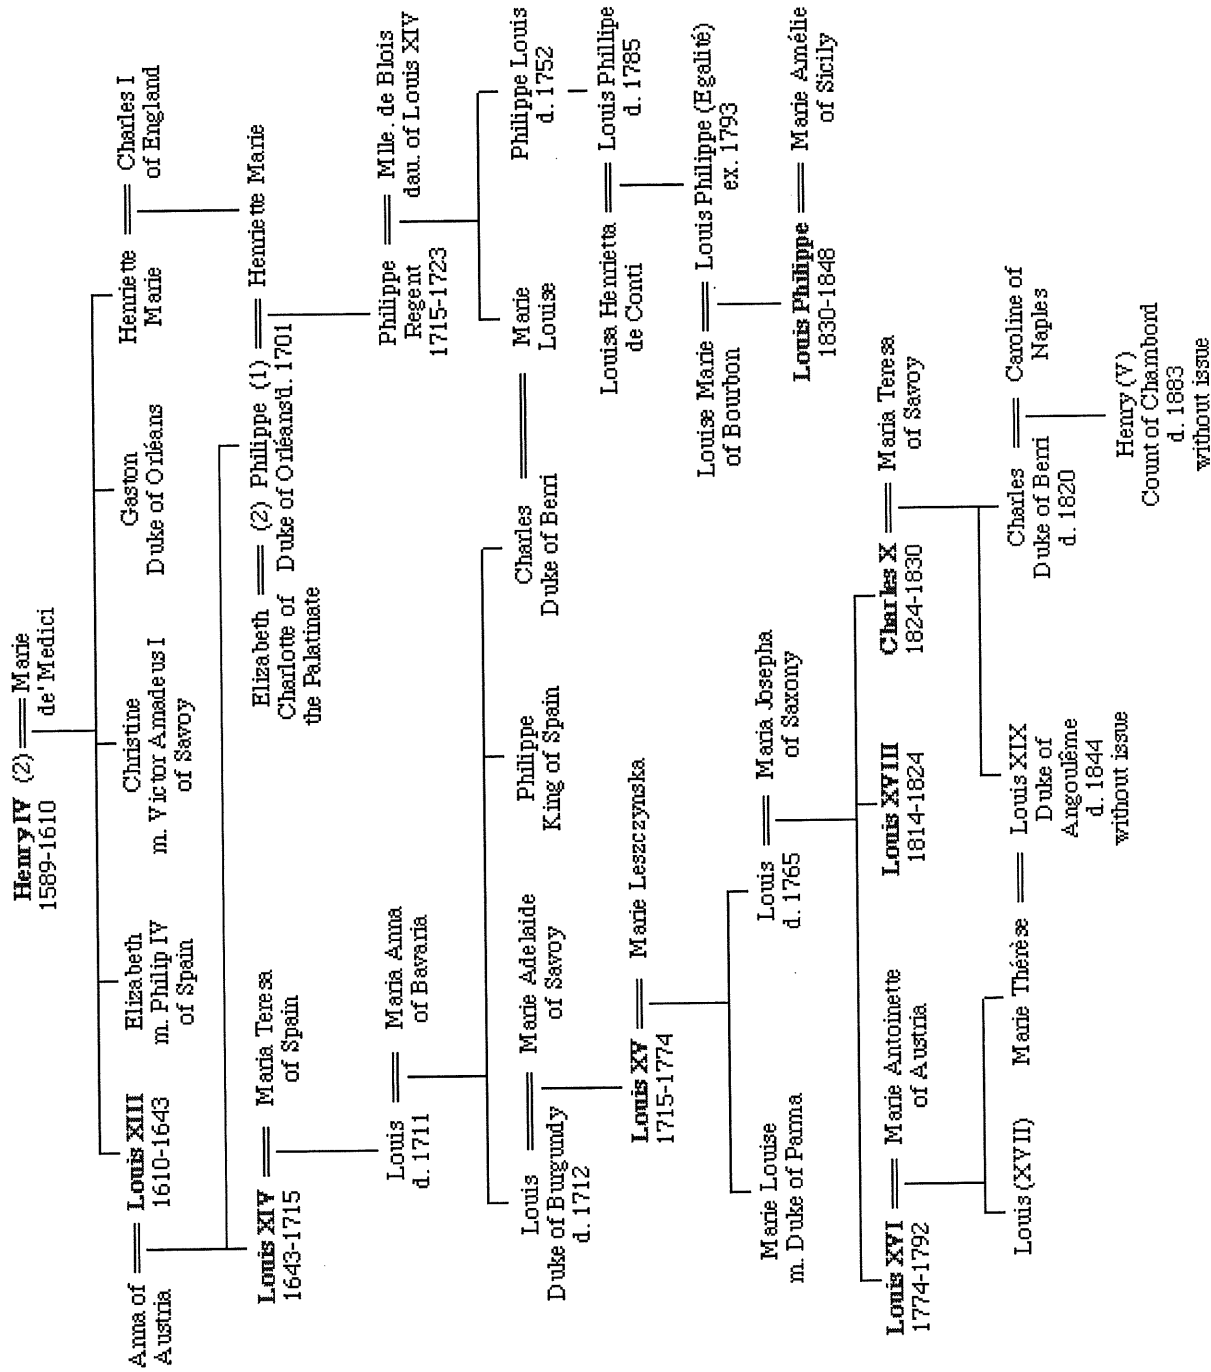 Henry IV (2) == Marie
1589-1610 de'Medici
Anna of == Louis XIII
Austria 1610-1643
Elizabeth
m. Philip IV
of Spain
Christine
m. Victor Amadeus I
of Savoy
Gaston
Duke of Orléans
Henriette == Charles I
Marie of England
Louis XIV == Maria Teresa
1643-1715 of Spain
Elizabeth == (2) Philippe (1) == Henriette Marie
Charlotte of Duke of Orléans'd. 1701
the Palatinate
Louis == Maria Anna
d. 1711 of Bavaria
Philippe == Mlle. de Blois
Regent dau. of Louis XIV
1715-1723
Louis == Marie Adelaide
Duke of Burgundy of Savoy
d. 1712
Philippe
King of Spain
Charles == Marie
Duke of Berri Louise
Philippe Louis
d. 1752
Louisa Henrietta == Louis Phillipe
de Conti d. 1785
Louis XV == Marie Leszczynska
1715-1774
Louise Marie == Louis Philippe (Egalité)
of Bourbon ex. 1793
Marie Louise
m. Duke of Parma
Louis == Maria Josepha
d. 1765 of Saxony
Louis Philippe == Marie Amélie
1830-1848 of Sicily
Louis XVI == Marie Antoinette
1774-1792 of Austria
Louis XVIII
1814-1824
Charles X == Maria Teresa
1824-1830 of Savoy
Louis (XVII)
Marie Thérèse == Louis XIX
Duke of
Angoulême
d. 1844
without issue
Charles == Caroline of
Duke of Berri Naples
d. 1820
Henry (V)
Count of Chambord
d. 1883
without issue